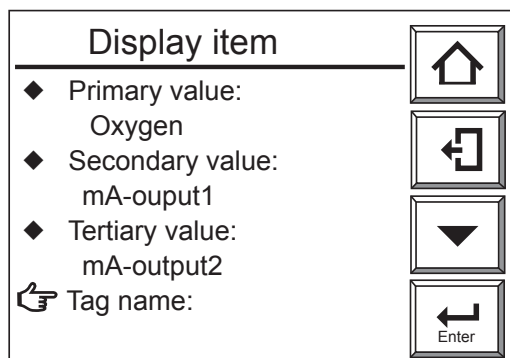 Display item
Primary value:
Oxygen
Secondary value:
mA-ouput1
Tertiary value:
mA-output2
Tag name:
Enter